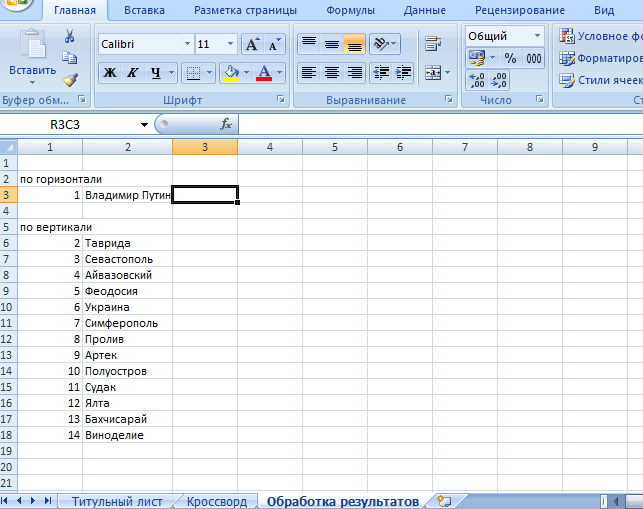 Главная Вставка Разметка страницы Формулы Данные Рецензирование Вид
Calibri 11 Общий Условное фо
Вставить Ж К Ч А % 000 Форматиров
Стили ячеек
Буфер обм... Шрифт Выравнивание Число Ст
R3C3 fx
1 2 3 4 5 6 7 8 9
1
2 по горизонтали
3 1 Владимир Путин
4
5 по вертикали
6 2 Таврида
7 3 Севастополь
8 4 Айвазовский
9 5 Феодосия
10 6 Украина
11 7 Симферополь
12 8 Пролив
13 9 Артек
14 10 Полуостров
15 11 Судак
16 12 Ялта
17 13 Бахчисарай
18 14 Виноделие
19
20
21
Титульный лист Кроссворд Обработка результатов